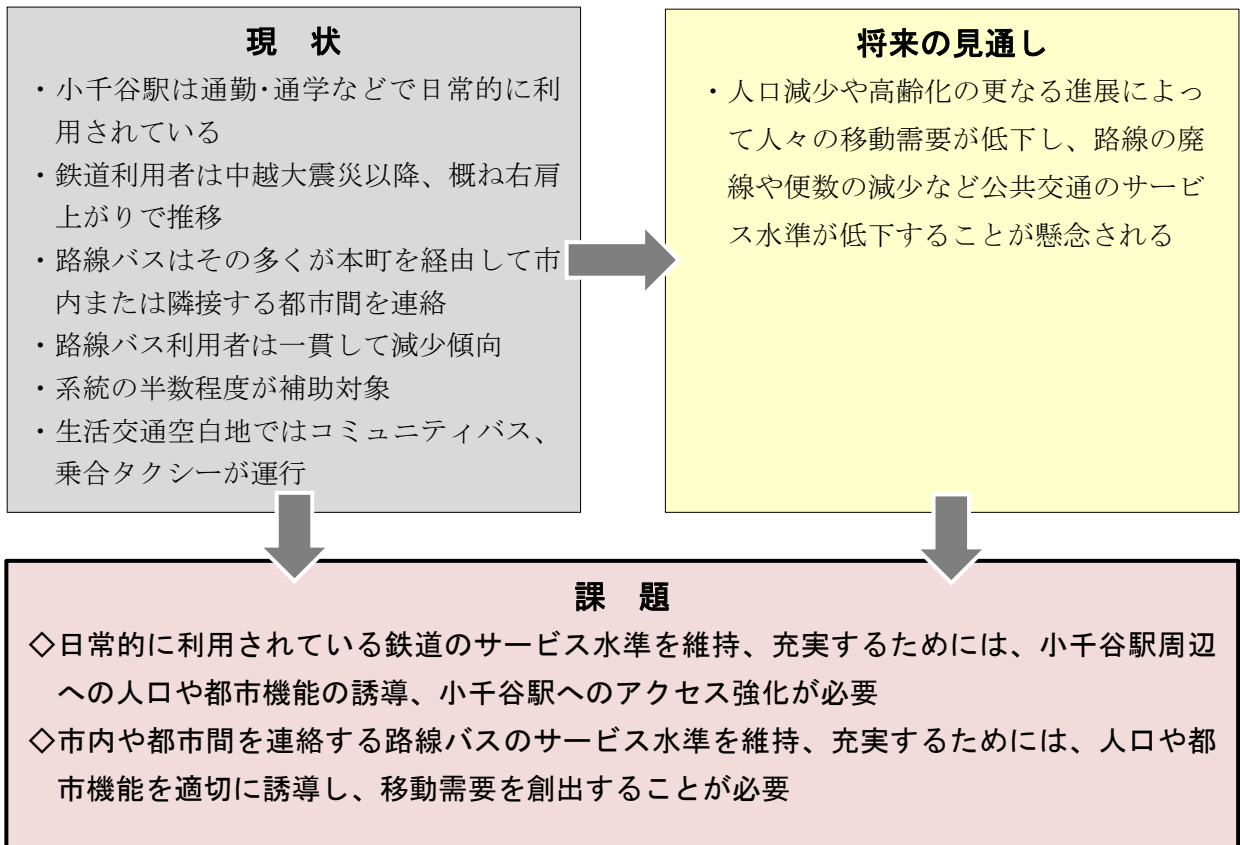 現　状
・小千谷駅は通勤・通学などで日常的に利
用されている
・鉄道利用者は中越大震災以降、概ね右肩
上がりで推移
・路線バスはその多くが本町を経由して市
内または隣接する都市間を連絡
・路線バス利用者は一貫して減少傾向
・系統の半数程度が補助対象
・生活交通空白地ではコミュニティバス、
乗合タクシーが運行
将来の見通し
・人口減少や高齢化の更なる進展によっ
て人々の移動需要が低下し、路線の廃
線や便数の減少など公共交通のサービ
ス水準が低下することが懸念される
課　題
◇日常的に利用されている鉄道のサービス水準を維持、充実するためには、小千谷駅周辺
への人口や都市機能の誘導、小千谷駅へのアクセス強化が必要
◇市内や都市間を連絡する路線バスのサービス水準を維持、充実するためには、人口や都
市機能を適切に誘導し、移動需要を創出することが必要